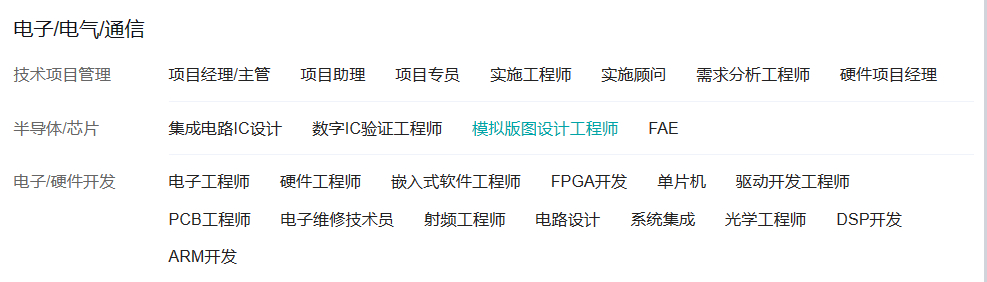 电子/电气/通信
技术项目管理 项目经理/主管 项目助理 项目专员 实施工程师 实施顾问 需求分析工程师 硬件项目经理
半导体/芯片 集成电路IC设计 数字IC验证工程师 模拟版图设计工程师 FAE
电子/硬件开发 电子工程师 硬件工程师 嵌入式软件工程师 FPGA开发 单片机 驱动开发工程师
PCB工程师 电子维修技术员 射频工程师 电路设计 系统集成 光学工程师 DSP开发
ARM开发